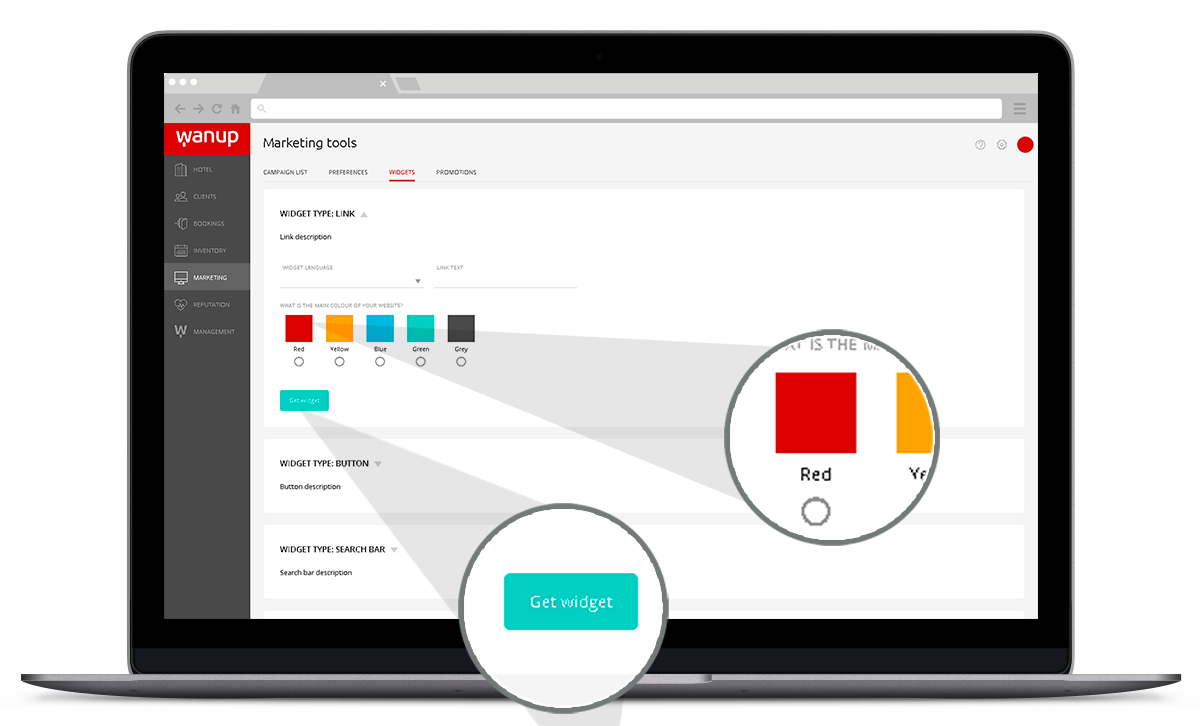 wanup
Marketing tools
HOTEL
CLIENTS
BOOKINGS
INVENTORY
MARKETING
REPUTATION
MANAGEMENT
CAMPAIGN LIST PREFERENCES WIDGETS PROMOTIONS
WIDGET TYPE: LINK
Link description
WIDGET LANGUAGE LINK TEXT
WHAT IS THE MAIN COLOUR OF YOUR WEBSITE?
Red Yellow Blue Green Grey
Get widget
WIDGET TYPE: BUTTON
Button description
WIDGET TYPE: SEARCH BAR
Search bar description
AT IS THE M
Red Ye
Get widget